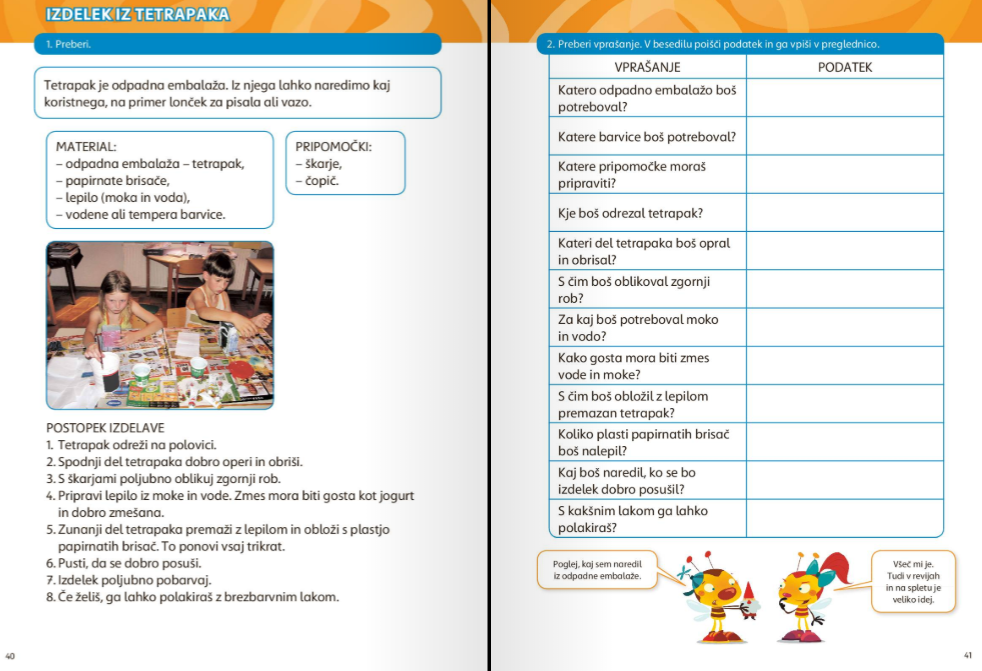 IZDELEK IZ TETRAPAKA
1. Preberi.
Tetrapak je odpadna embalaža. Iz njega lahko naredimo kaj
koristnega, na primer lonček za pisala ali vazo.
MATERIAL:
– odpadna embalaža – tetrapak,
– papirnate brisače,
– lepilo (moka in voda),
– vodene ali tempera barvice.
PRIPOMOČKI:
– škarje,
– čopič.
POSTOPEK IZDELAVE
1. Tetrapak odreži na polovici.
2. Spodnji del tetrapaka dobro operi in obriši.
3. S škarjami poljubno oblikuj zgornji rob.
4. Pripravi lepilo iz moke in vode. Zmes mora biti gosta kot jogurt
in dobro zmešana.
5. Zunanji del tetrapaka premaži z lepilom in obloži s plastjo
papirnatih brisač. To ponovi vsaj trikrat.
6. Pusti, da se dobro posuši.
7. Izdelek poljubno pobarvaj.
8. Če želiš, ga lahko polakiraš z brezbarvnim lakom.
40
2. Preberi vprašanje. V besedilu poišči podatek in ga vpiši v preglednico.
VPRAŠANJE
PODATEK
Katero odpadno embalažo boš
potreboval?
Katere barvice boš potreboval?
Katere pripomočke moraš
pripraviti?
Kje boš odrezal tetrapak?
Kateri del tetrapaka boš opral
in obrisal?
S čim boš oblikoval zgornji
rob?
Za kaj boš potreboval moko
in vodo?
Kako gosta mora biti zmes
vode in moke?
S čim boš obložil z lepilom
premazan tetrapak?
Koliko plasti papirnatih brisač
boš nalepil?
Kaj boš naredil, ko se bo
izdelek dobro posušil?
S kakšnim lakom ga lahko
polakiraš?
Poglej, kaj sem naredil
iz odpadne embalaže.
Všeč mi je.
Tudi v revijah
in na spletu je
veliko idej.
41